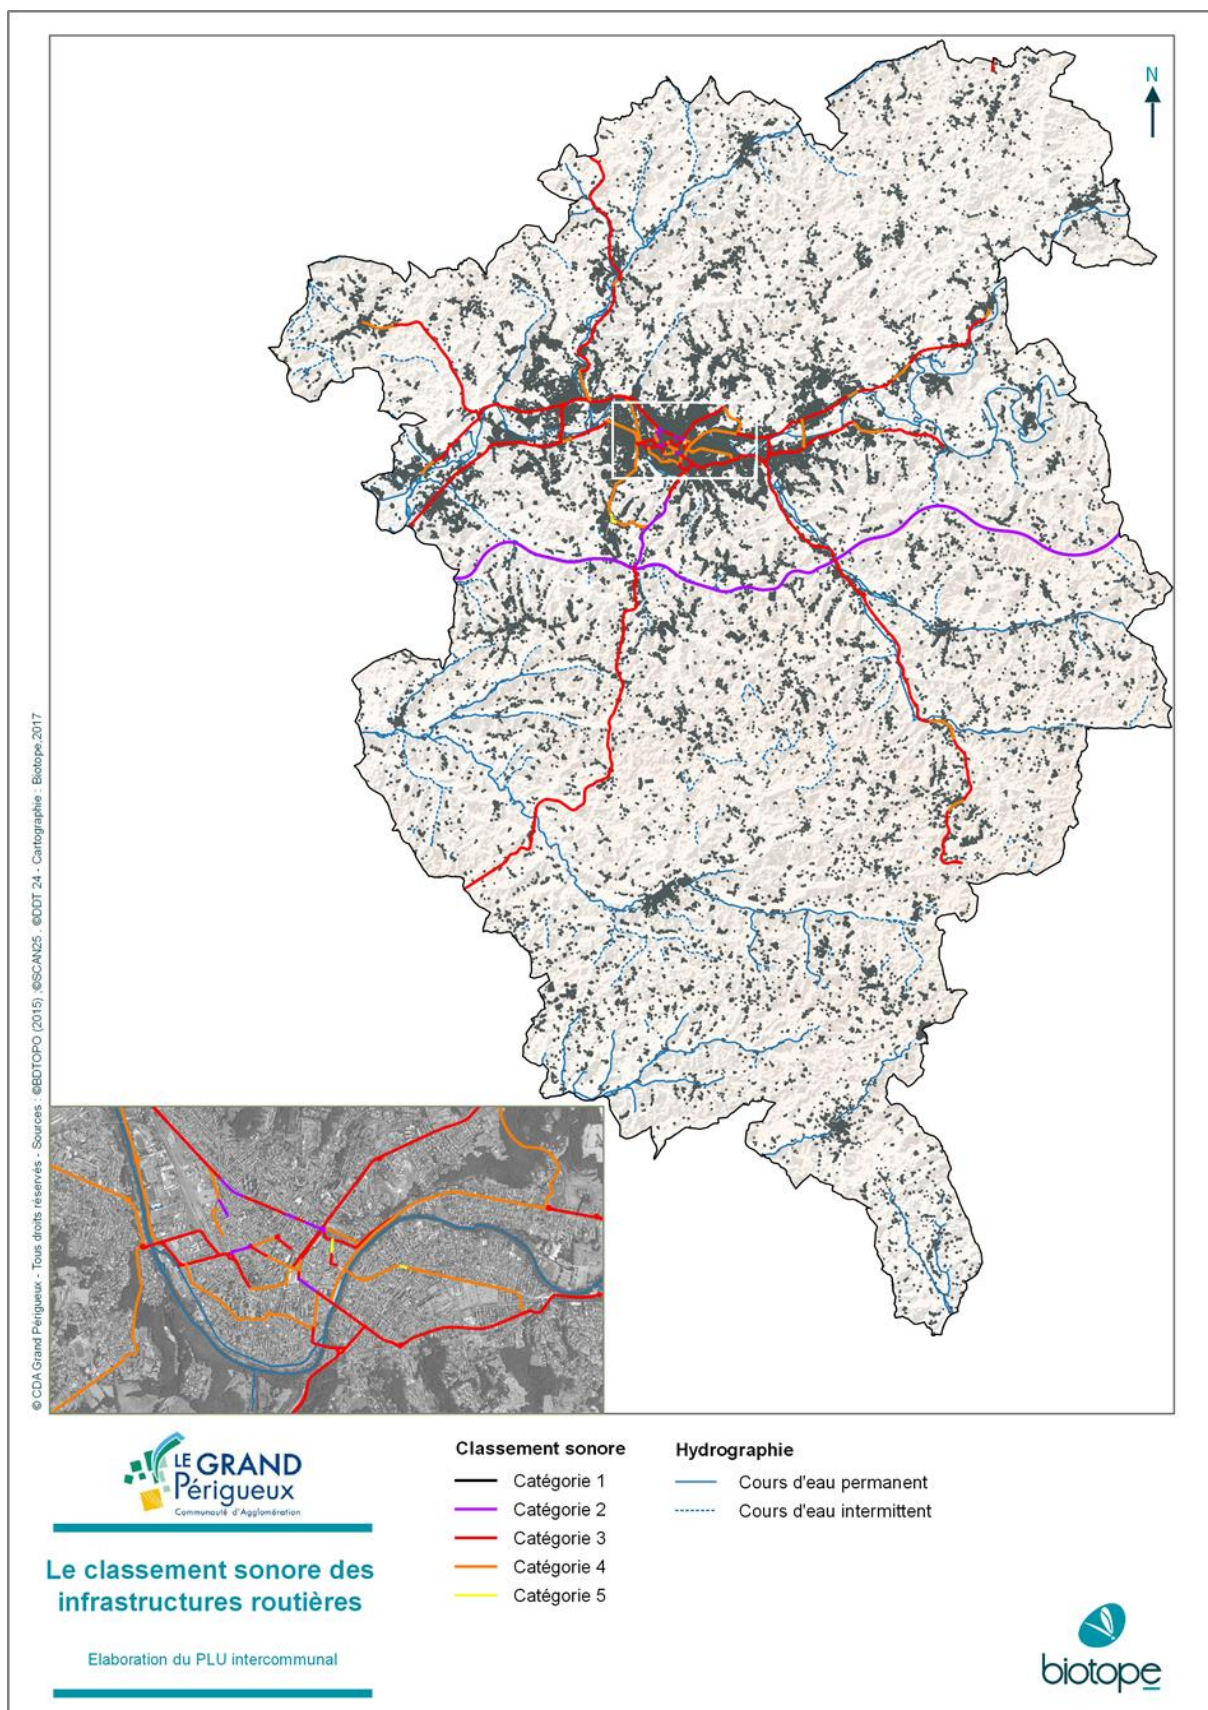 N
© CDA Grand Périgueux - Tous droits réservés - Sources : ©BDTOPO (2015) ,©SCAN25 . ©DDT 24 - Cartographie : Biotope,2017
LE GRAND
Périgueux
Communauté d'Agglomération
Le classement sonore des
infrastructures routières
Elaboration du PLU intercommunal
Classement sonore
Catégorie 1
Catégorie 2
Catégorie 3
Catégorie 4
Catégorie 5
Hydrographie
Cours d'eau permanent
Cours d'eau intermittent
biotope